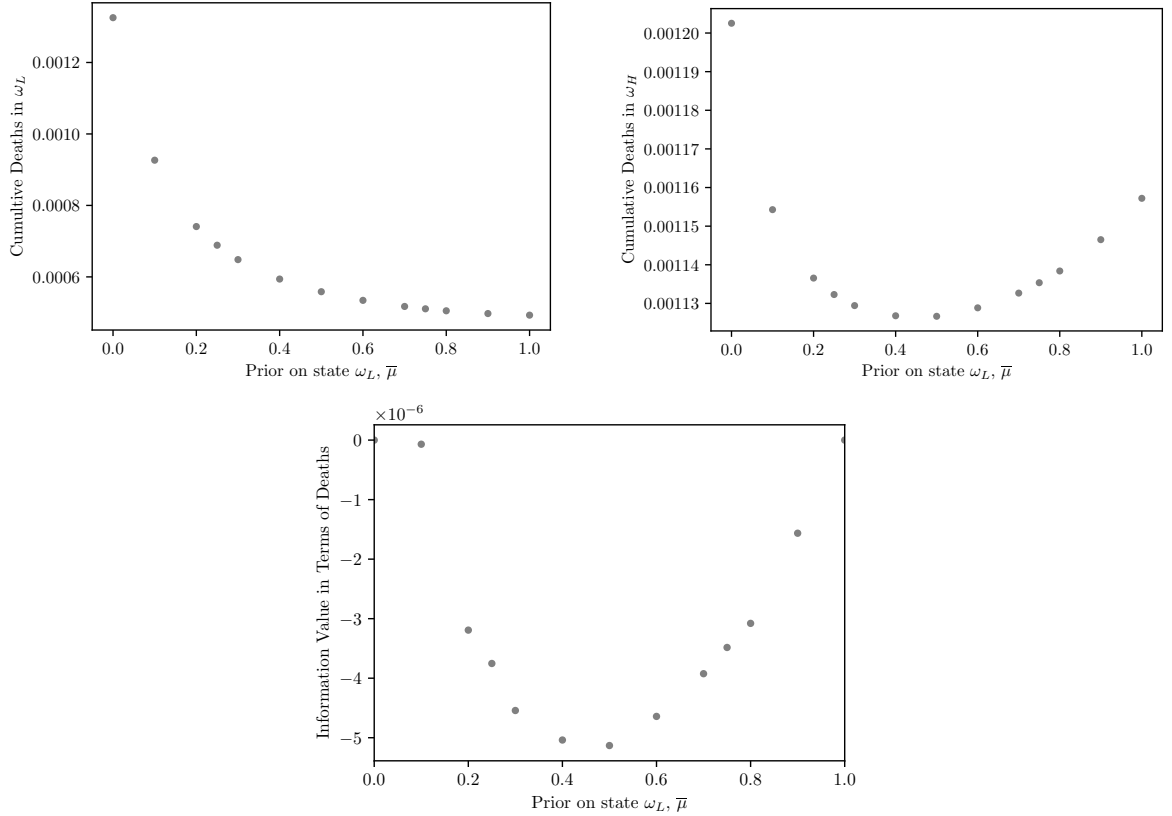 Cumultive Deaths in ω_L
0.0012
0.0010
0.0008
0.0006
0.0 0.2 0.4 0.6 0.8 1.0
Prior on state ω_L, μ̅
Cumulative Deaths in ω_H
0.00120
0.00119
0.00118
0.00117
0.00116
0.00115
0.00114
0.00113
0.0 0.2 0.4 0.6 0.8 1.0
Prior on state ω_L, μ̅
×10⁻⁶
Information Value in Terms of Deaths
0
−1
−2
−3
−4
−5
0.0 0.2 0.4 0.6 0.8 1.0
Prior on state ω_L, μ̅